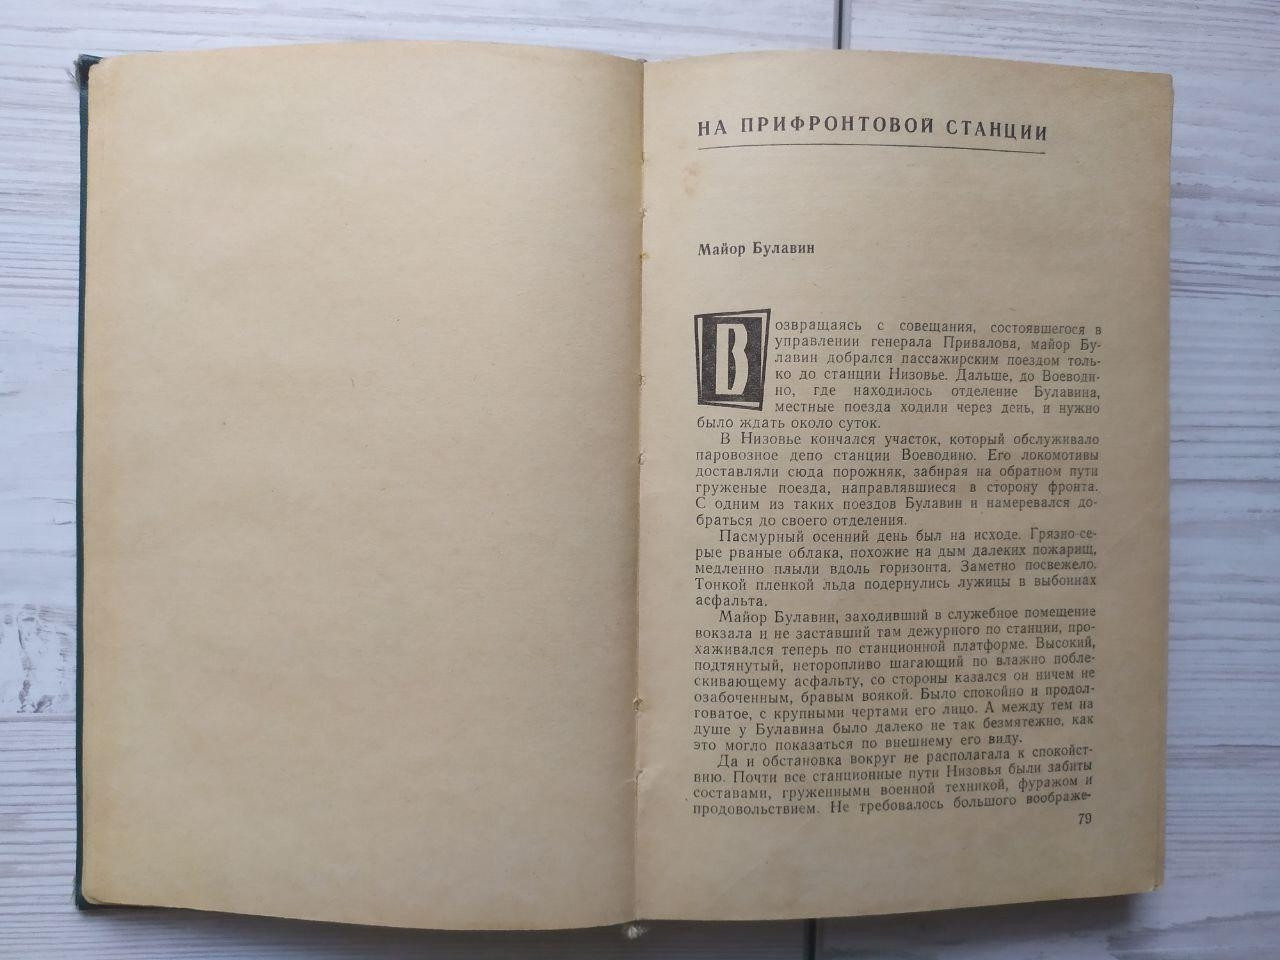 НА ПРИФРОНТОВОЙ СТАНЦИИ
Майор Булавин
Возвращаясь с совещания, состоявшегося в
управлении генерала Привалова, майор Бу-
лавин добрался пассажирским поездом толь-
ко до станции Низовье. Дальше, до Воеводи-
но, где находилось отделение Булавина,
местные поезда ходили через день, и нужно
было ждать около суток.
В Низовье кончался участок, который обслуживало
паровозное депо станции Воеводино. Его локомотивы
доставляли сюда порожняк, забирая на обратном пути
груженые поезда, направлявшиеся в сторону фронта.
С одним из таких поездов Булавин и намеревался до-
браться до своего отделения.
Пасмурный осенний день был на исходе. Грязно-се-
рые рваные облака, похожие на дым далеких пожарищ,
медленно плыли вдоль горизонта. Заметно посвежело.
Тонкой пленкой льда подернулись лужицы в выбоинах
асфальта.
Майор Булавин, заходивший в служебное помещение
вокзала и не заставший там дежурного по станции, про-
хаживался теперь по станционной платформе. Высокий,
подтянутый, неторопливо шагающий по влажно побле-
скивающему асфальту, со стороны казался он ничем не
озабоченным, бравым воякой. Было спокойно и продол-
говатое, с крупными чертами его лицо. А между тем на
душе у Булавина было далеко не так безмятежно, как
это могло показаться по внешнему его виду.
Да и обстановка вокруг не располагала к спокойст-
вию. Почти все станционные пути Низовья были забиты
составами, груженными военной техникой, фуражом и
продовольствием. Не требовалось большого воображе-
79